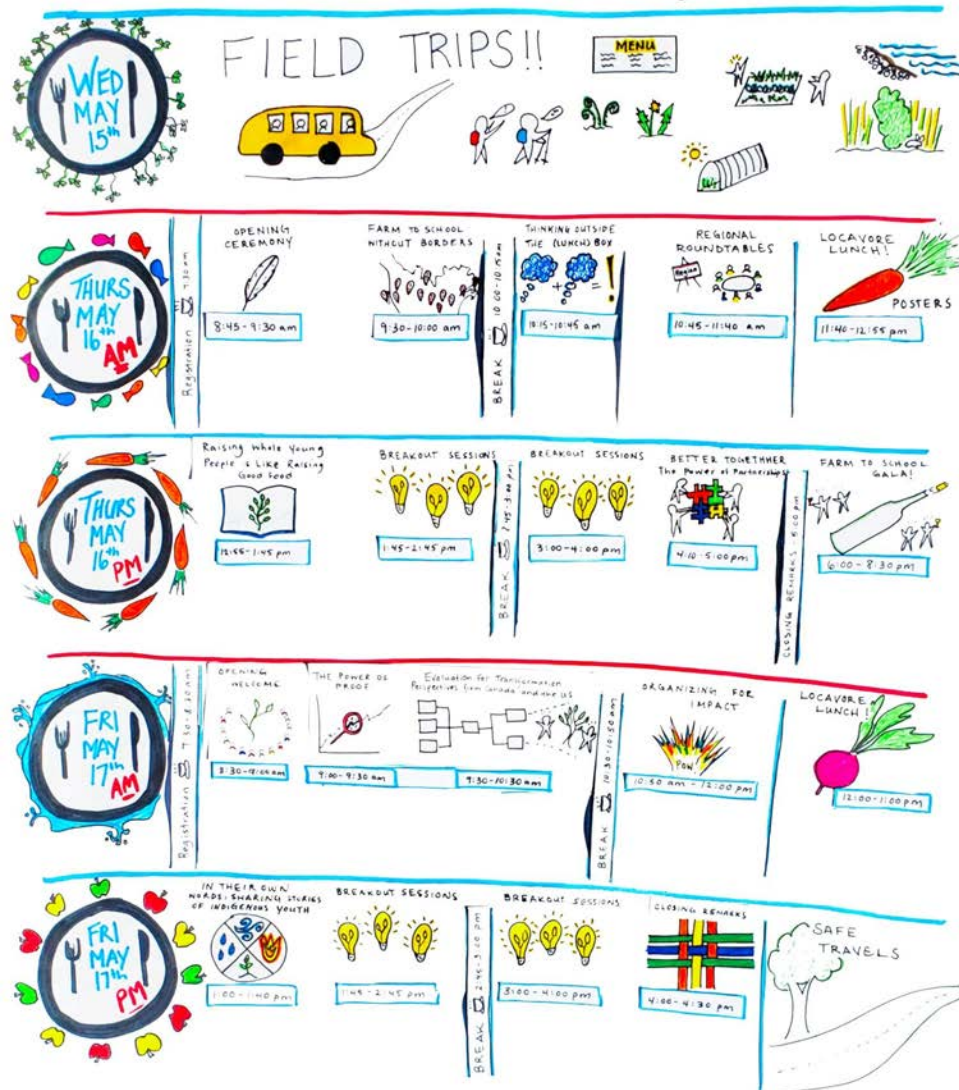 WED
MAY
15th
FIELD TRIPS!!
MENU
THURS
MAY
16th
AM
Registration 7:30 am
OPENING
CEREMONY
8:45-9:30 am
FARM TO SCHOOL
WITHOUT BORDERS
9:30-10:00 am
BREAK 10:00-10:15 am
THINKING OUTSIDE
THE (LUNCH) BOX
10:15-10:45 am
REGIONAL
ROUNDTABLES
Region
10:45-11:40 am
LOCAVORE
LUNCH!
POSTERS
11:40-12:55 pm
THURS
MAY
16th
PM
Raising Whole Young
People is Like Raising
Good Food
12:55-1:45 pm
BREAKOUT SESSIONS
1:45-2:45 pm
BREAK 2:45-3:00 pm
BREAKOUT SESSIONS
3:00-4:00 pm
BETTER TOGETHHER
The Power of Partnerships
4:10-5:00 pm
CLOSING REMARKS - 5:00 pm
FARM TO SCHOOL
GALA!
6:00-8:30 pm
FRI
MAY
17th
AM
Registration 7:30-8:30 am
OPENING
WELCOME
THE POWER OF
PROOF
9:00-9:30 am
Evaluation for Transformation
Perspectives from Canada and the US
9:30-10:30 am
BREAK 10:30-10:50 am
ORGANIZING FOR
IMPACT
POW
10:50 am - 12:00 pm
LOCAVORE
LUNCH!
12:00-1:00 pm
FRI
MAY
17th
PM
IN THEIR OWN
WORDS: SHARING STORIES
OF INDIGENOUS YOUTH
1:00-1:40 pm
BREAKOUT SESSIONS
1:45-2:45 pm
BREAK 2:45-3:00 pm
BREAKOUT SESSIONS
3:00-4:00 pm
CLOSING REMARKS
4:00-4:30 pm
SAFE
TRAVELS